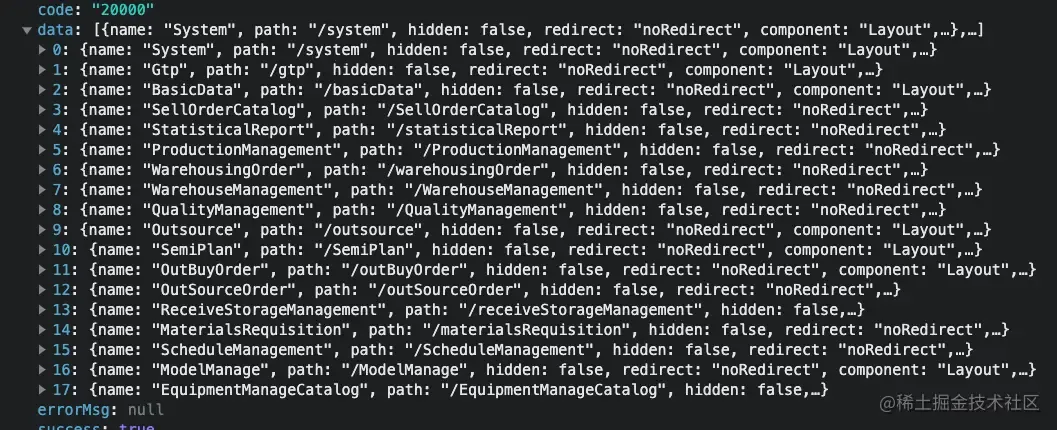 code: "20000"
data: [{name: "System", path: "/system", hidden: false, redirect: "noRedirect", component: "Layout",…},…]
0: {name: "System", path: "/system", hidden: false, redirect: "noRedirect", component: "Layout",…}
1: {name: "Gtp", path: "/gtp", hidden: false, redirect: "noRedirect", component: "Layout",…}
2: {name: "BasicData", path: "/basicData", hidden: false, redirect: "noRedirect", component: "Layout",…}
3: {name: "SellOrderCatalog", path: "/SellOrderCatalog", hidden: false, redirect: "noRedirect",…}
4: {name: "StatisticalReport", path: "/statisticalReport", hidden: false, redirect: "noRedirect",…}
5: {name: "ProductionManagement", path: "/ProductionManagement", hidden: false, redirect: "noRedirect",…}
6: {name: "WarehousingOrder", path: "/warehousingOrder", hidden: false, redirect: "noRedirect",…}
7: {name: "WarehouseManagement", path: "/WarehouseManagement", hidden: false, redirect: "noRedirect",…}
8: {name: "QualityManagement", path: "/QualityManagement", hidden: false, redirect: "noRedirect",…}
9: {name: "Outsource", path: "/outsource", hidden: false, redirect: "noRedirect", component: "Layout",…}
10: {name: "SemiPlan", path: "/SemiPlan", hidden: false, redirect: "noRedirect", component: "Layout",…}
11: {name: "OutBuyOrder", path: "/outBuyOrder", hidden: false, redirect: "noRedirect", component: "Layout",…}
12: {name: "OutSourceOrder", path: "/outSourceOrder", hidden: false, redirect: "noRedirect",…}
13: {name: "ReceiveStorageManagement", path: "/receiveStorageManagement", hidden: false,…}
14: {name: "MaterialsRequisition", path: "/materialsRequisition", hidden: false, redirect: "noRedirect",…}
15: {name: "ScheduleManagement", path: "/ScheduleManagement", hidden: false, redirect: "noRedirect",…}
16: {name: "ModelManage", path: "/ModelManage", hidden: false, redirect: "noRedirect", component: "Layout",…}
17: {name: "EquipmentManageCatalog", path: "/EquipmentManageCatalog", hidden: false,…}
errorMsg: null
success: true
@稀土掘金技术社区